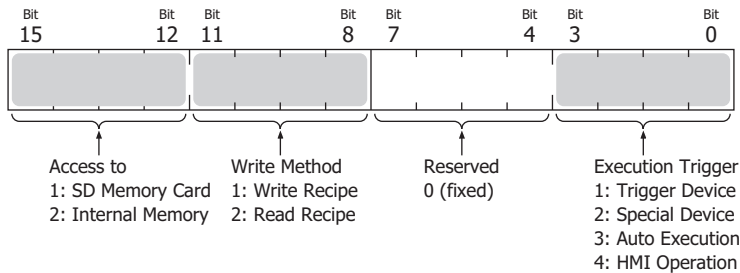 Bit Bit Bit Bit Bit Bit Bit Bit
15 12 11 8 7 4 3 0
Access to Write Method Reserved Execution Trigger
1: SD Memory Card 1: Write Recipe 0 (fixed) 1: Trigger Device
2: Internal Memory 2: Read Recipe 2: Special Device
3: Auto Execution
4: HMI Operation